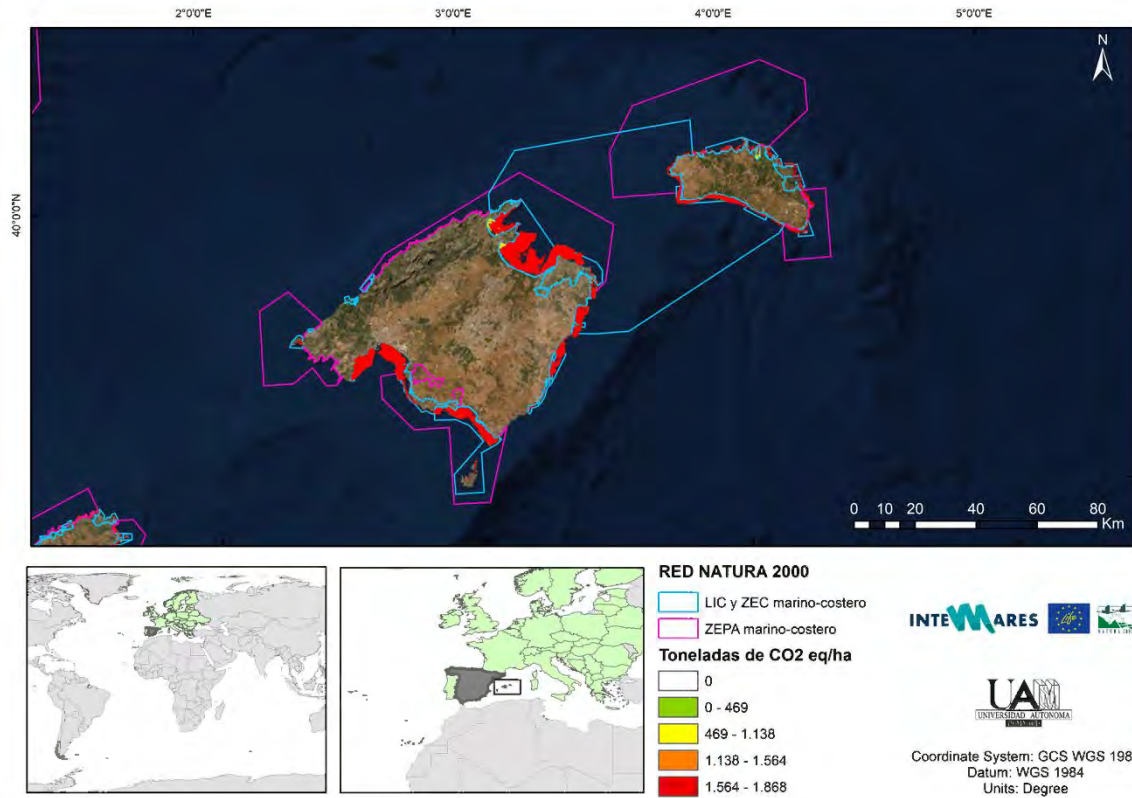 2°0'0"E 3°0'0"E 4°0'0"E 5°0'0"E
N
40°0'0"N
0 10 20 40 60 80
Km
RED NATURA 2000
LIC y ZEC marino-costero
ZEPA marino-costero
Toneladas de CO2 eq/ha
0
0 - 469
469 - 1.138
1.138 - 1.564
1.564 - 1.868
INTEMARES
Life
UAM
UNIVERSIDAD AUTONOMA
Coordinate System: GCS WGS 198
Datum: WGS 1984
Units: Degree